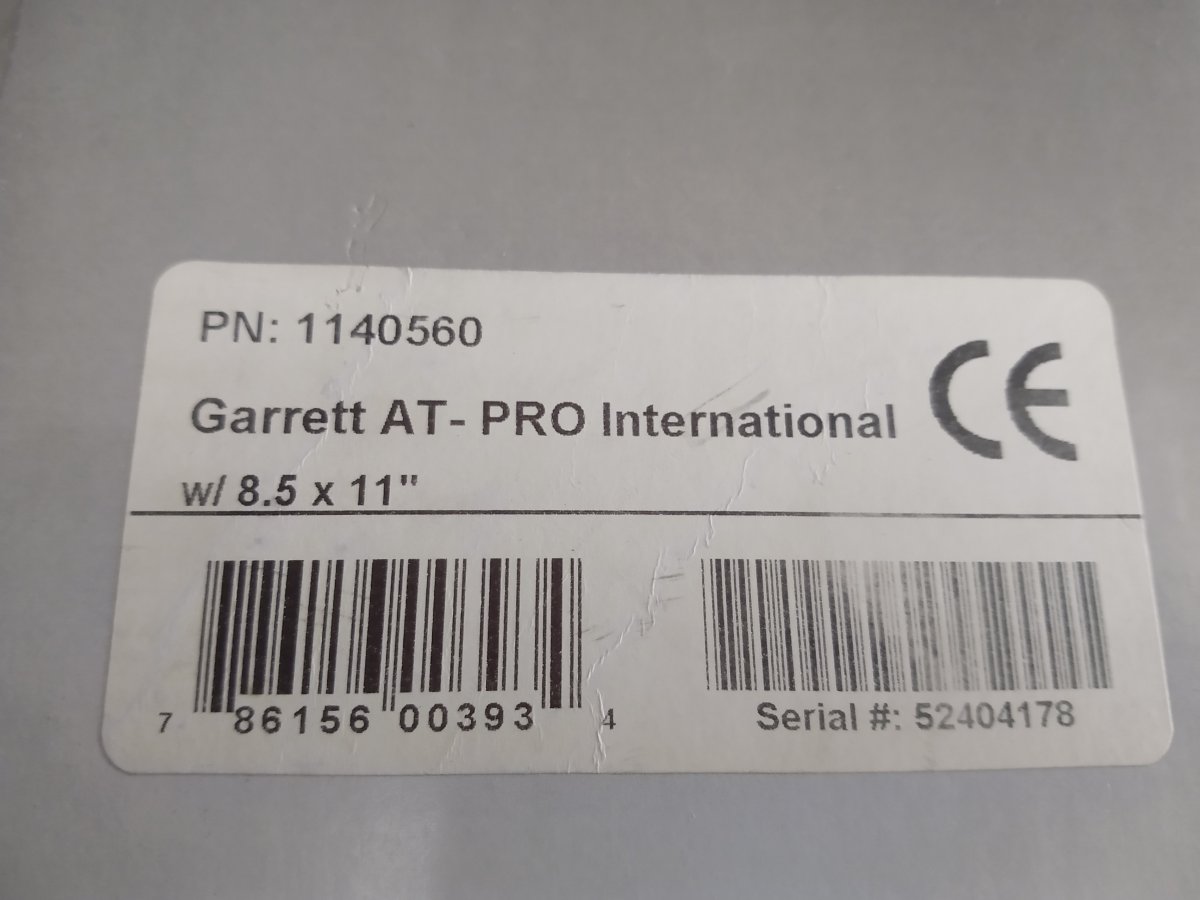 PN: 1140560
Garrett AT- PRO International
CE
w/ 8.5 x 11"
7 86156 00393 4
Serial #: 52404178